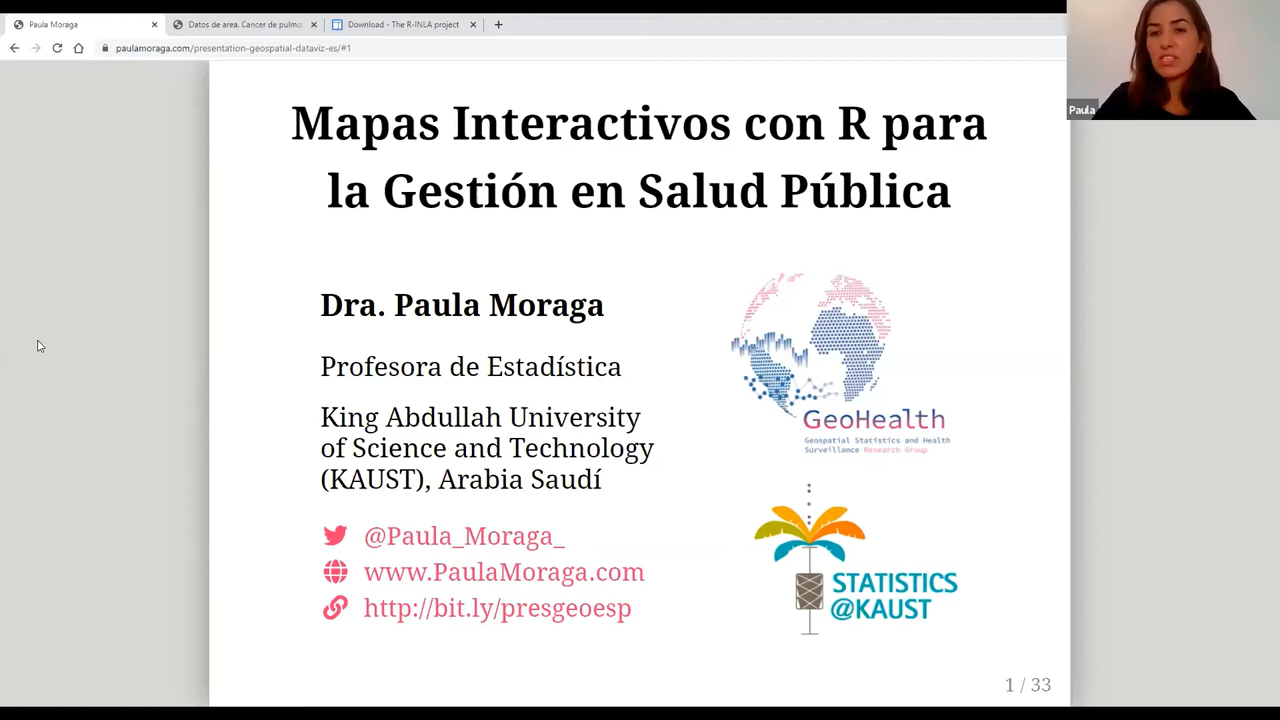 Paula Moraga
Datos de area. Cancer de pulmo
Download - The R-INLA project
paulamoraga.com/presentation-geospatial-dataviz-es/#1
Paula
Mapas Interactivos con R para
la Gestión en Salud Pública
Dra. Paula Moraga
Profesora de Estadística
King Abdullah University
of Science and Technology
(KAUST), Arabia Saudí
@Paula_Moraga_
www.PaulaMoraga.com
http://bit.ly/presgeoesp
GeoHealth
Geospatial Statistics and Health
Surveillance Research Group
STATISTICS
@KAUST
1 / 33